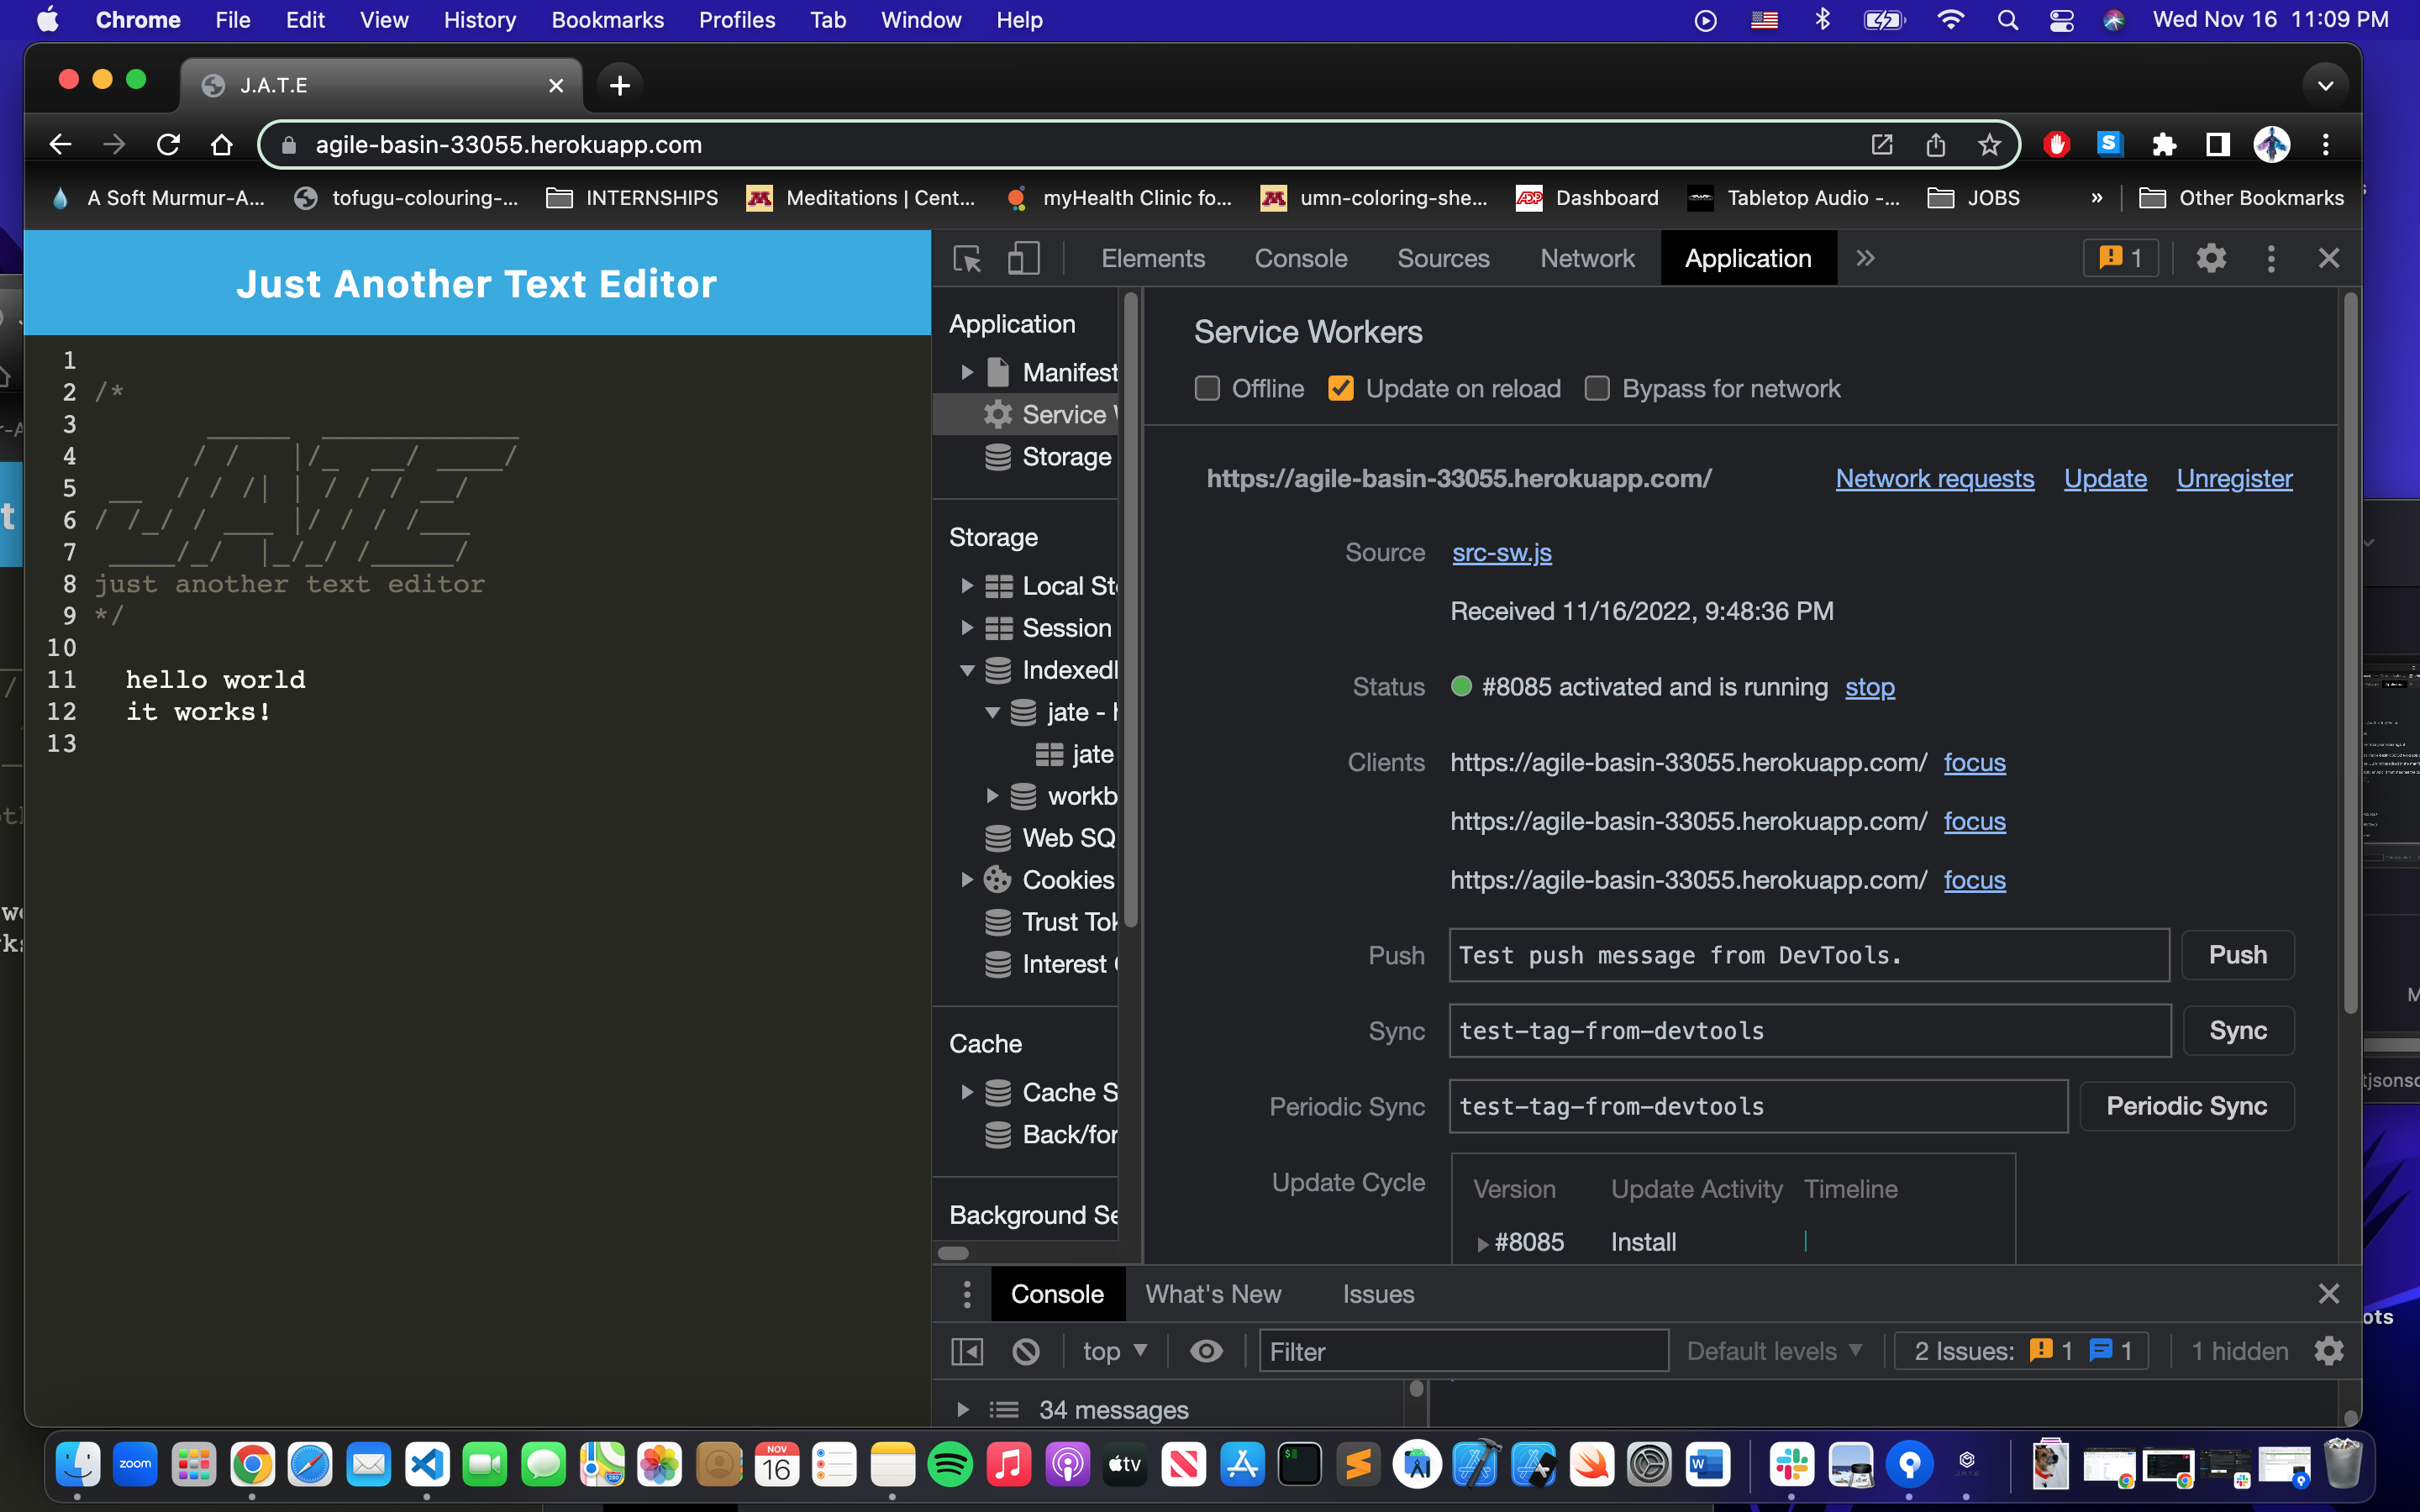 Chrome File Edit View History Bookmarks Profiles Tab Window Help Wed Nov 16 11:09 PM
J.A.T.E
agile-basin-33055.herokuapp.com
A Soft Murmur-A... tofugu-colouring-... INTERNSHIPS Meditations | Cent... myHealth Clinic fo... umn-coloring-she... ADP Dashboard Tabletop Audio -... JOBS » Other Bookmarks
Just Another Text Editor
1
2 /*
3
4
5
6
7
8 just another text editor
9 */
10
11 hello world
12 it works!
13
Elements Console Sources Network Application » 1
Application
Manifest
Service
Storage
Storage
Local Sto
Session
Indexed
jate -
jate
workb
Web SQ
Cookies
Trust Tok
Interest
Cache
Cache S
Back/for
Background Se
Service Workers
Offline Update on reload Bypass for network
https://agile-basin-33055.herokuapp.com/ Network requests Update Unregister
Source src-sw.js
Received 11/16/2022, 9:48:36 PM
Status #8085 activated and is running stop
Clients https://agile-basin-33055.herokuapp.com/ focus
https://agile-basin-33055.herokuapp.com/ focus
https://agile-basin-33055.herokuapp.com/ focus
Push Test push message from DevTools. Push
Sync test-tag-from-devtools Sync
Periodic Sync test-tag-from-devtools Periodic Sync
Update Cycle Version Update Activity Timeline
#8085 Install
Console What's New Issues
top Filter Default levels 2 Issues: 1 1 1 hidden
34 messages
zoom NOV 16 tv